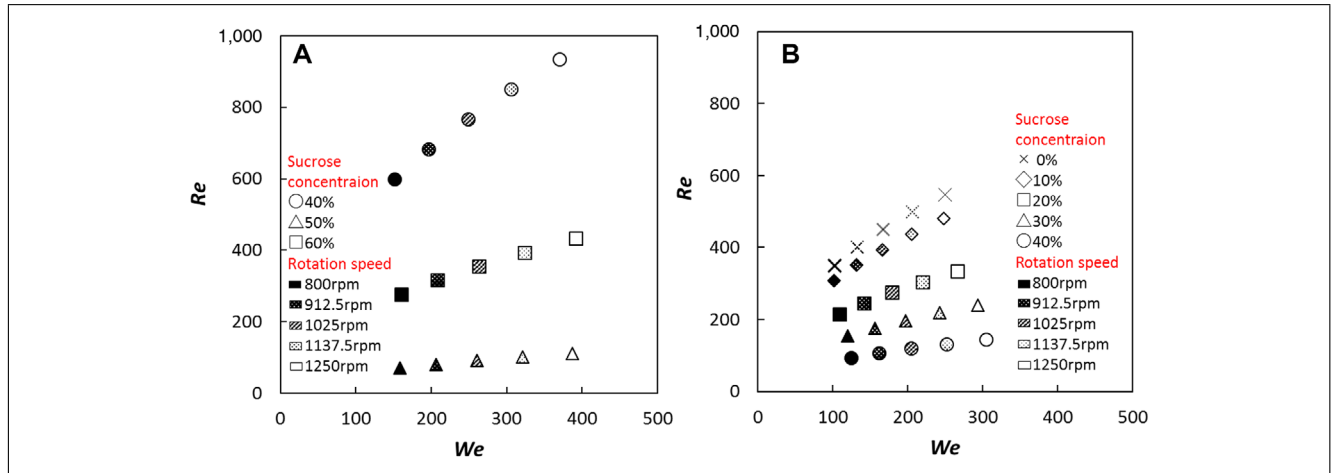 A
1,000
800
600
400
200
0
0 100 200 300 400 500
Re
We
Sucrose
concentraion
40%
50%
60%
Rotation speed
800rpm
912.5rpm
1025rpm
1137.5rpm
1250rpm
B
1,000
800
600
400
200
0
0 100 200 300 400 500
Re
We
Sucrose
concentraion
0%
10%
20%
30%
40%
Rotation speed
800rpm
912.5rpm
1025rpm
1137.5rpm
1250rpm